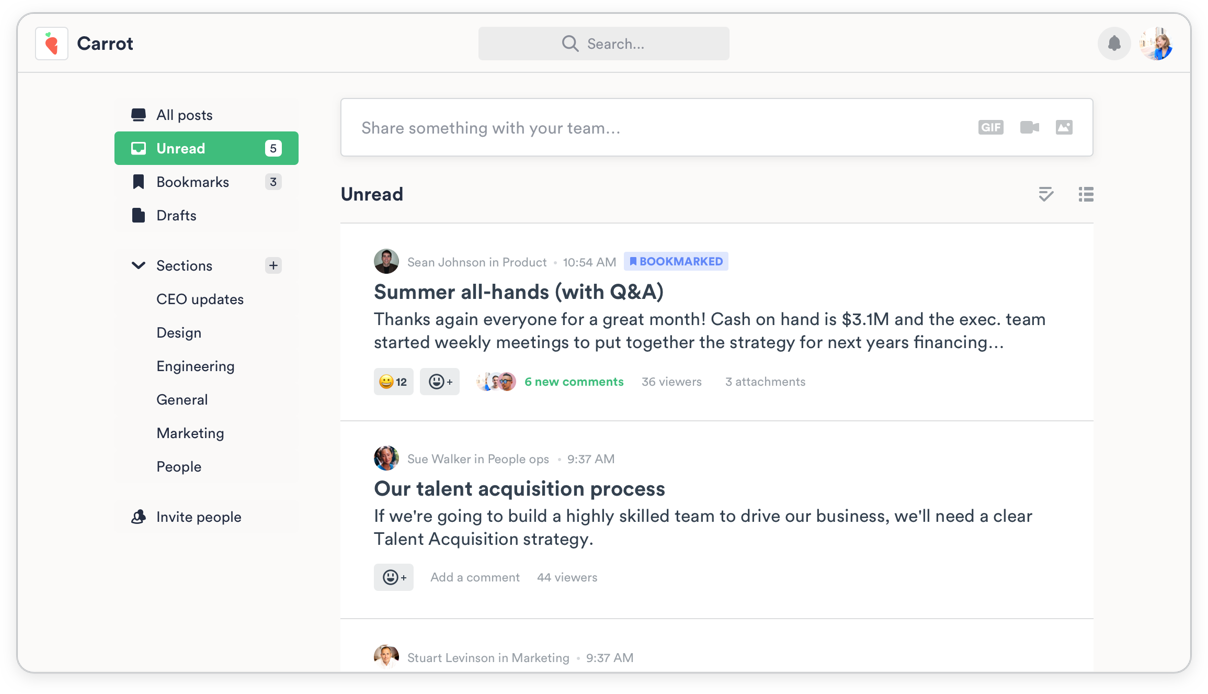 Carrot
Search...
All posts
Unread 5
Bookmarks 3
Drafts
Sections +
CEO updates
Design
Engineering
General
Marketing
People
Invite people
Share something with your team...
GIF
Unread
Sean Johnson in Product • 10:54 AM BOOKMARKED
Summer all-hands (with Q&A)
Thanks again everyone for a great month! Cash on hand is $3.1M and the exec. team
started weekly meetings to put together the strategy for next years financing...
12 + 6 new comments 36 viewers 3 attachments
Sue Walker in People ops • 9:37 AM
Our talent acquisition process
If we're going to build a highly skilled team to drive our business, we'll need a clear
Talent Acquisition strategy.
+ Add a comment 44 viewers
Stuart Levinson in Marketing • 9:37 AM